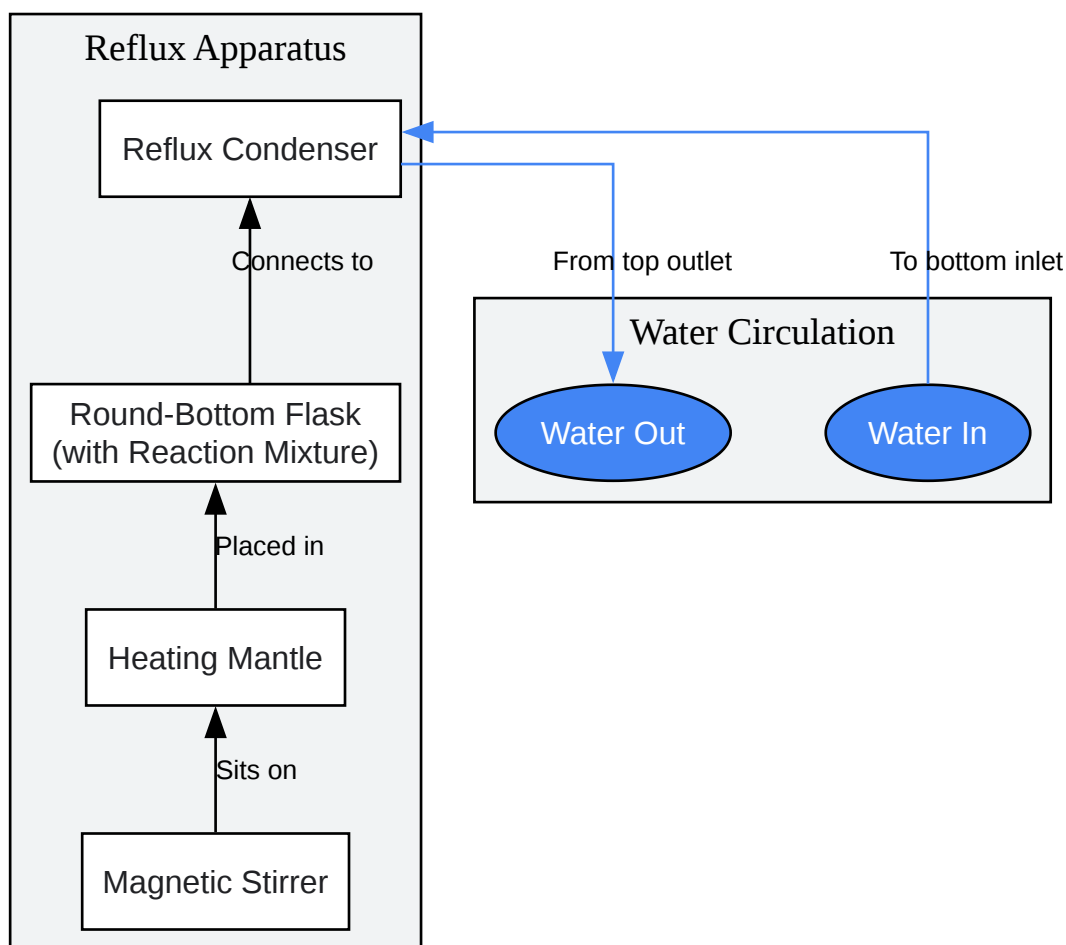 Reflux Apparatus
Reflux Condenser
Connects to
From top outlet
To bottom inlet
Water Circulation
Round-Bottom Flask
(with Reaction Mixture)
Water Out
Water In
Placed in
Heating Mantle
Sits on
Magnetic Stirrer